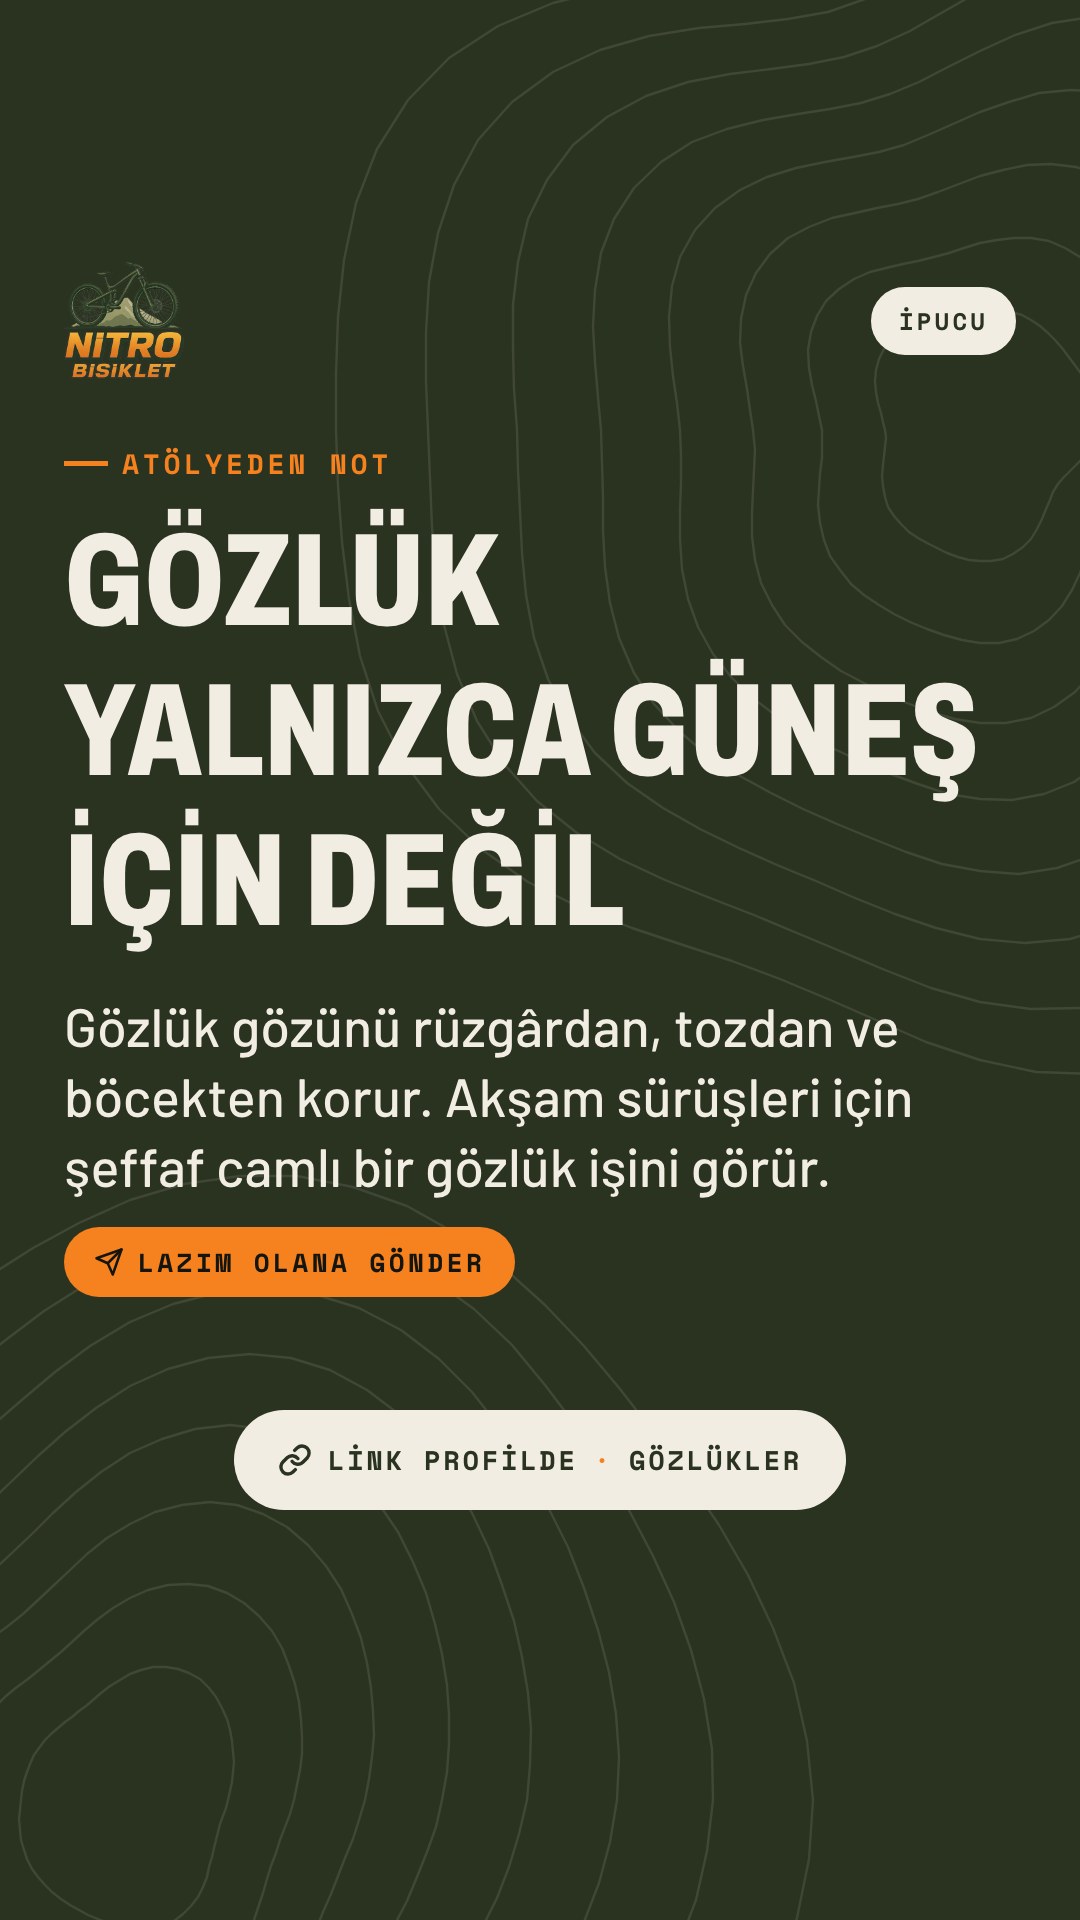 NiTRO
BiSiKLET
İPUCU
ATÖLYEDEN NOT
GÖZLÜK
YALNIZCA GÜNEŞ
İÇİN DEĞİL
Gözlük gözünü rüzgârdan, tozdan ve
böcekten korur. Akşam sürüşleri için
şeffaf camlı bir gözlük işini görür.
LAZIM OLANA GÖNDER
LİNK PROFİLDE · GÖZLÜKLER